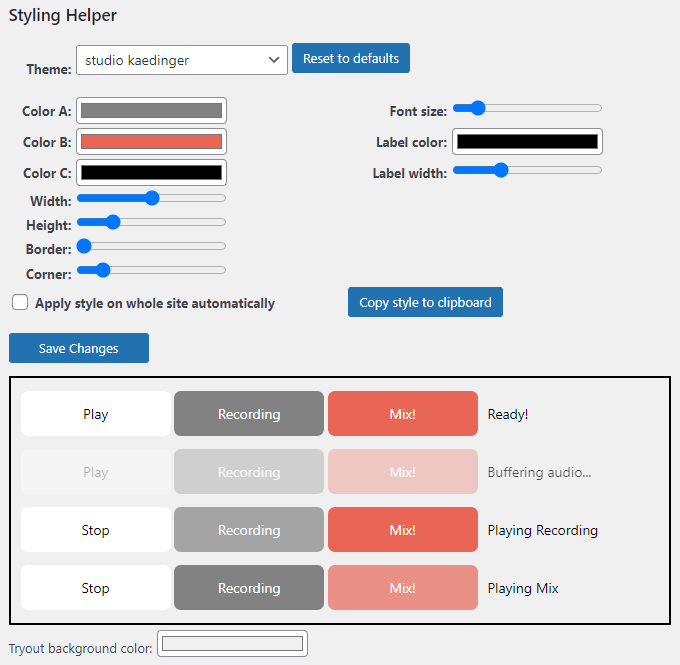 Styling Helper
Theme: studio kaedinger Reset to defaults
Color A: Font size:
Color B: Label color:
Color C: Label width:
Width:
Height:
Border:
Corner:
Apply style on whole site automatically Copy style to clipboard
Save Changes
Play Recording Mix! Ready!
Play Recording Mix! Buffering audio...
Stop Recording Mix! Playing Recording
Stop Recording Mix! Playing Mix
Tryout background color: